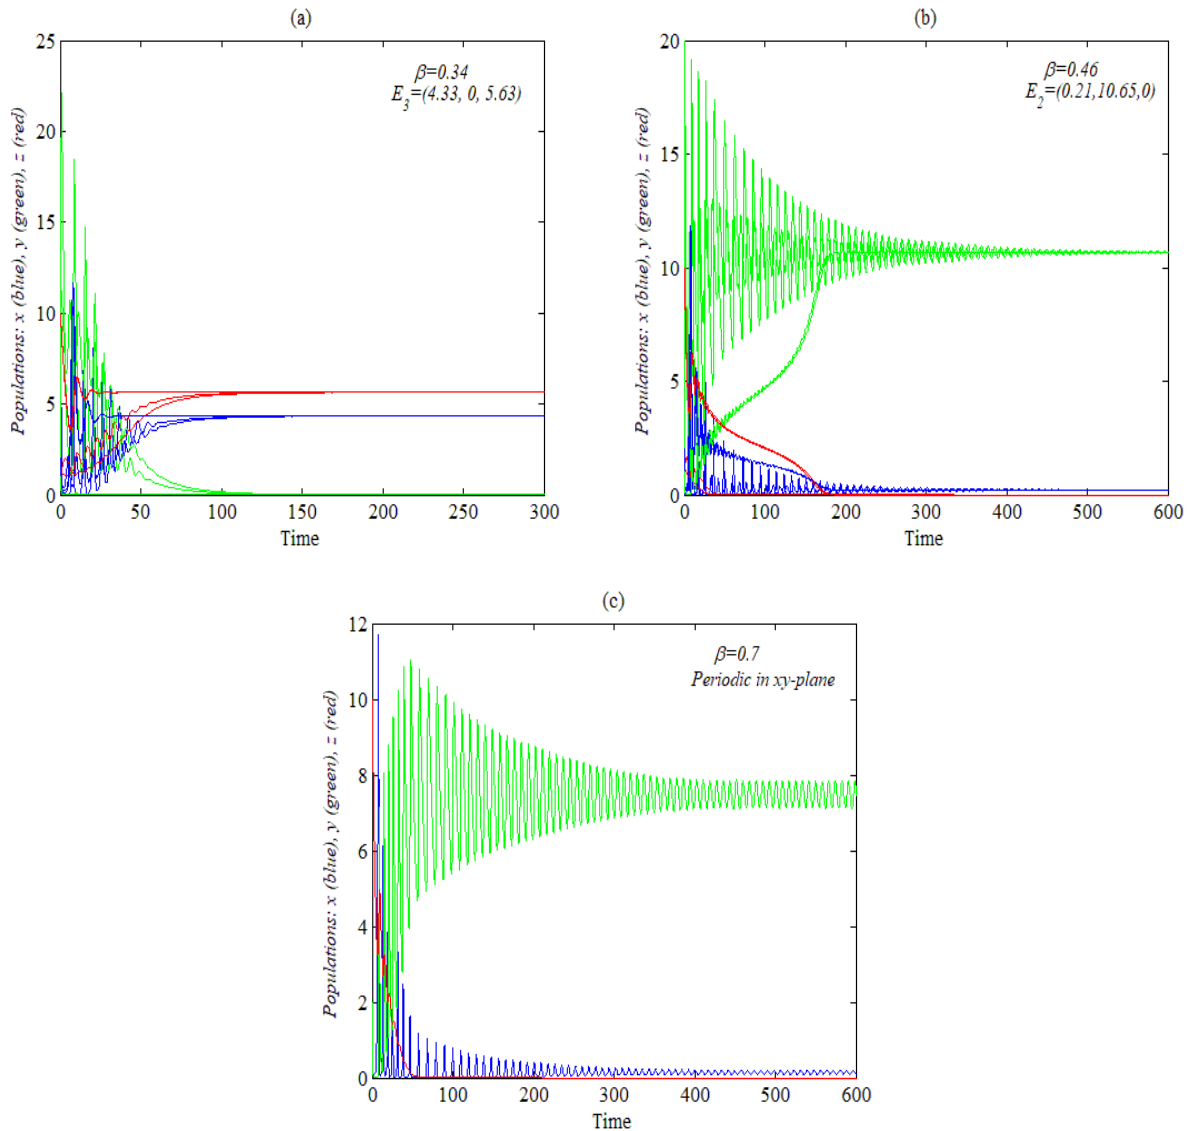 (a)
Populations: x (blue), y (green), z (red)
25
20
15
10
5
0
β=0.34
E3=(4.33, 0, 5.63)
0 50 100 150 200 250 300
Time
(b)
Populations: x (blue), y (green), z (red)
20
15
10
5
0
β=0.46
E2=(0.21,10.65,0)
0 100 200 300 400 500 600
Time
(c)
Populations: x (blue), y (green), z (red)
12
10
8
6
4
2
0
β=0.7
Periodic in xy-plane
0 100 200 300 400 500 600
Time